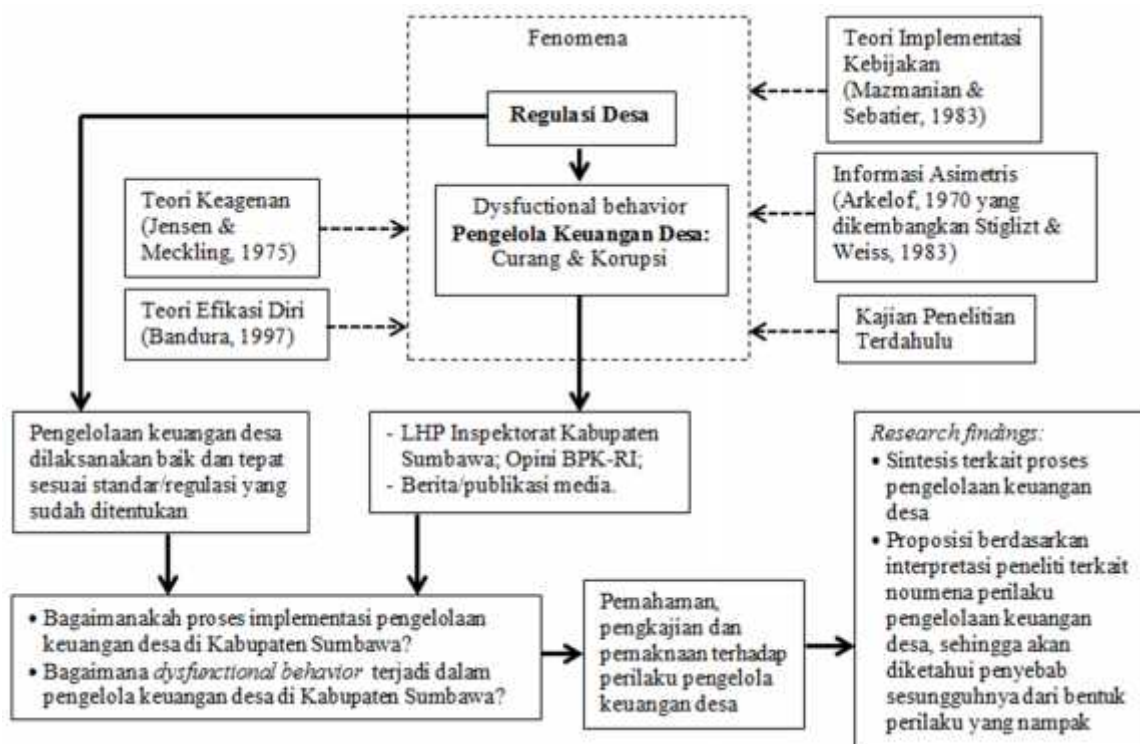 Fenomena
Regulasi Desa
Dysfuctional behavior
Pengelola Keuangan Desa:
Curang & Korupsi
Teori Keagenan
(Jensen &
Meckling, 1975)
Teori Efikasi Diri
(Bandura, 1997)
Teori Implementasi
Kebijakan
(Mazmanian &
Sebatier, 1983)
Informasi Asimetris
(Arkelof, 1970 yang
dikembangkan Stiglizt &
Weiss, 1983)
Kajian Penelitian
Terdahulu
Pengelolaan keuangan desa
dilaksanakan baik dan tepat
sesuai standar/regulasi yang
sudah ditentukan
- LHP Inspektorat Kabupaten
Sumbawa; Opini BPK-RI;
- Berita/publikasi media.
• Bagaimanakah proses implementasi pengelolaan
keuangan desa di Kabupaten Sumbawa?
• Bagaimana dysfunctional behavior terjadi dalam
pengelola keuangan desa di Kabupaten Sumbawa?
Pemahaman,
pengkajian dan
pemaknaan terhadap
perilaku pengelola
keuangan desa
Research findings:
• Sintesis terkait proses
pengelolaan keuangan
desa
• Proposisi berdasarkan
interpretasi peneliti terkait
noumena perilaku
pengelolaan keuangan
desa, sehingga akan
diketahui penyebab
sesungguhnya dari bentuk
perilaku yang nampak